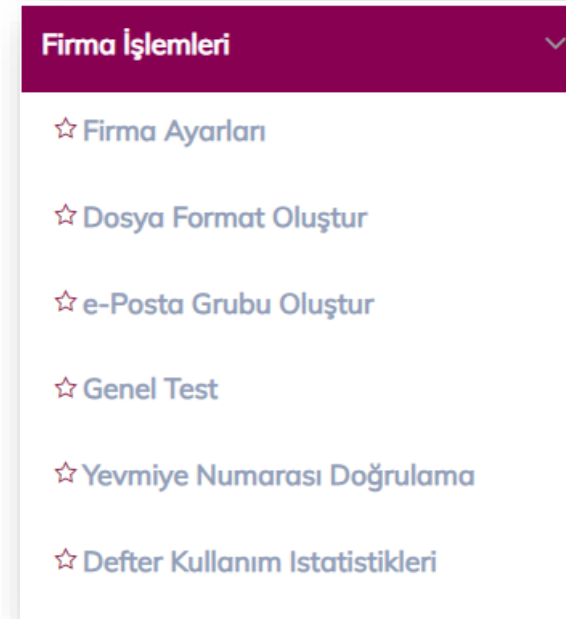 Firma İşlemleri
Firma Ayarları
Dosya Format Oluştur
e-Posta Grubu Oluştur
Genel Test
Yevmiye Numarası Doğrulama
Defter Kullanım Istatistikleri